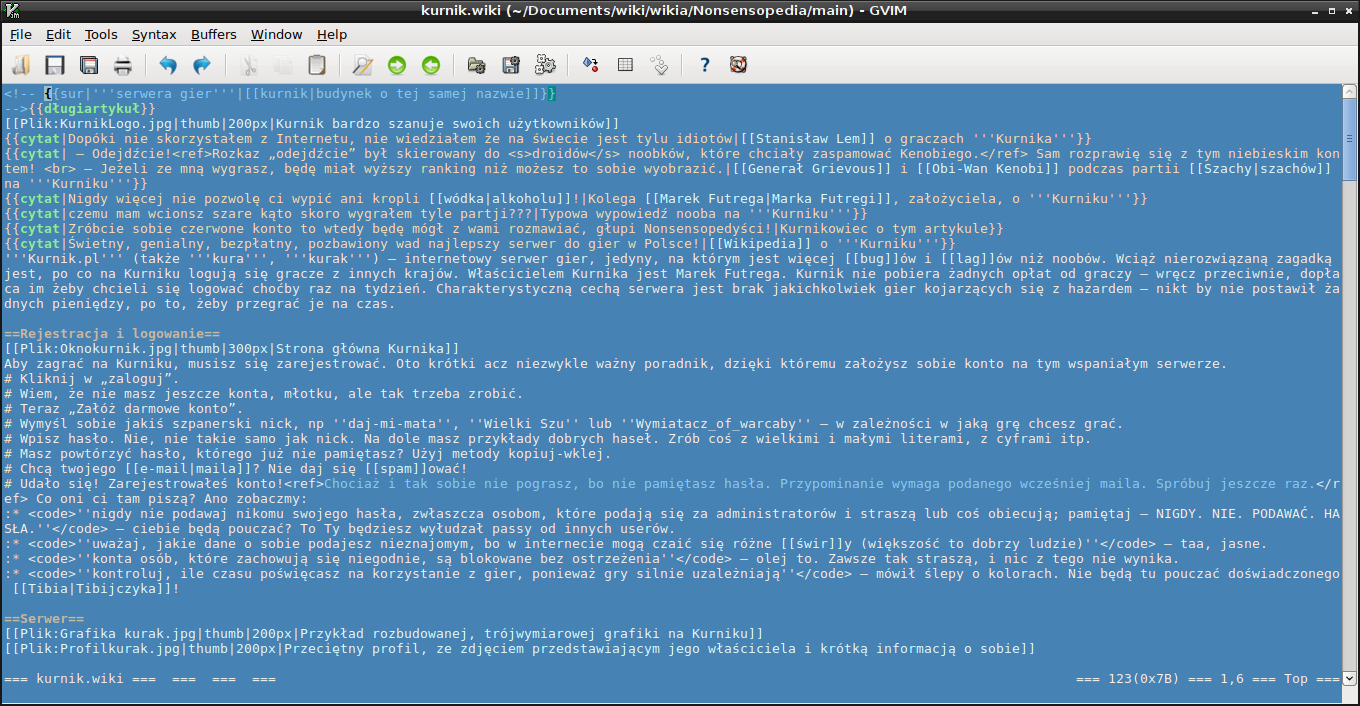 kurnik.wiki (~/Documents/wiki/wikia/Nonsensopedia/main) - GVIM
File Edit Tools Syntax Buffers Window Help
<!-- {{sur|'''serwera gier'''|[[kurnik|budynek o tej samej nazwie]]}}
-->{{długiartykuł}}
[[Plik:KurnikLogo.jpg|thumb|200px|Kurnik bardzo szanuje swoich użytkowników]]
{{cytat|Dopóki nie skorzystałem z Internetu, nie wiedziałem że na świecie jest tylu idiotów|[[Stanisław Lem]] o graczach '''Kurnika'''}}
{{cytat| – Odejdźcie!<ref>Rozkaz „odejdźcie” był skierowany do <s>droidów</s> noobków, które chciały zaspamować Kenobiego.</ref> Sam rozprawię się z tym niebieskim kon
tem! <br> – Jeżeli ze mną wygrasz, będę miał wyższy ranking niż możesz to sobie wyobrazić.|[[Generał Grievous]] i [[Obi-Wan Kenobi]] podczas partii [[Szachy|szachów]]
na '''Kurniku'''}}
{{cytat|Nigdy więcej nie pozwolę ci wypić ani kropli [[wódka|alkoholu]]!|Kolega [[Marek Futrega|Marka Futregi]], założyciela, o '''Kurniku'''}}
{{cytat|czemu mam wcionsz szare kąto skoro wygrałem tyle partji???|Typowa wypowiedź nooba na '''Kurniku'''}}
{{cytat|Zróbcie sobie czerwone konto to wtedy będę mógł z wami rozmawiać, głupi Nonsensopedyści!|Kurnikowiec o tym artykule}}
{{cytat|Świetny, genialny, bezpłatny, pozbawiony wad najlepszy serwer do gier w Polsce!|[[Wikipedia]] o '''Kurniku'''}}
'''Kurnik.pl''' (także '''kura''', '''kurak''') – internetowy serwer gier, jedyny, na którym jest więcej [[bug]]ów i [[lag]]ów niż noobów. Wciąż nierozwiązaną zagadką
jest, po co na Kurniku logują się gracze z innych krajów. Właścicielem Kurnika jest Marek Futrega. Kurnik nie pobiera żadnych opłat od graczy – wręcz przeciwnie, dopła
ca im żeby chcieli się logować choćby raz na tydzień. Charakterystyczną cechą serwera jest brak jakichkolwiek gier kojarzących się z hazardem – nikt by nie postawił ża
dnych pieniędzy, po to, żeby przegrać je na czas.
==Rejestracja i logowanie==
[[Plik:Oknokurnik.jpg|thumb|300px|Strona główna Kurnika]]
Aby zagrać na Kurniku, musisz się zarejestrować. Oto krótki acz niezwykle ważny poradnik, dzięki któremu założysz sobie konto na tym wspaniałym serwerze.
# Kliknij w „zaloguj”.
# Wiem, że nie masz jeszcze konta, młotku, ale tak trzeba zrobić.
# Teraz „Załóż darmowe konto”.
# Wymyśl sobie jakiś szpanerski nick, np ''daj-mi-mata'', ''Wielki Szu'' lub ''Wymiatacz_of_warcaby'' – w zależności w jaką grę chcesz grać.
# Wpisz hasło. Nie, nie takie samo jak nick. Na dole masz przykłady dobrych haseł. Zrób coś z wielkimi i małymi literami, z cyframi itp.
# Masz powtórzyć hasło, którego już nie pamiętasz? Użyj metody kopiuj-wklej.
# Chcą twojego [[e-mail|maila]]? Nie daj się [[spam]]ować!
# Udało się! Zarejestrowałeś konto!<ref>Chociaż i tak sobie nie pograsz, bo nie pamiętasz hasła. Przypominanie wymaga podanego wcześniej maila. Spróbuj jeszcze raz.</r
ef> Co oni ci tam piszą? Ano zobaczmy:
:* <code>''nigdy nie podawaj nikomu swojego hasła, zwłaszcza osobom, które podają się za administratorów i straszą lub coś obiecują; pamiętaj – NIGDY. NIE. PODAWAĆ. HA
SŁA.''</code> – ciebie będą pouczać? To Ty będziesz wyłudzał passy od innych userów.
:* <code>''uważaj, jakie dane o sobie podajesz nieznajomym, bo w internecie mogą czaić się różne [[świr]]y (większość to dobrzy ludzie)''</code> – taa, jasne.
:* <code>''konta osób, które zachowują się niegodnie, są blokowane bez ostrzeżenia''</code> – olej to. Zawsze tak straszą, i nic z tego nie wynika.
:* <code>''kontroluj, ile czasu poświęcasz na korzystanie z gier, ponieważ gry silnie uzależniają''</code> – mówił ślepy o kolorach. Nie będą tu pouczać doświadczonego
[[Tibia|Tibijczyka]]!
==Serwer==
[[Plik:Grafika kurak.jpg|thumb|200px|Przykład rozbudowanej, trójwymiarowej grafiki na Kurniku]]
[[Plik:Profilkurak.jpg|thumb|200px|Przeciętny profil, ze zdjęciem przedstawiającym jego właściciela i krótką informacją o sobie]]
=== kurnik.wiki === === === === === 123(0x7B) === 1,6 === Top ===